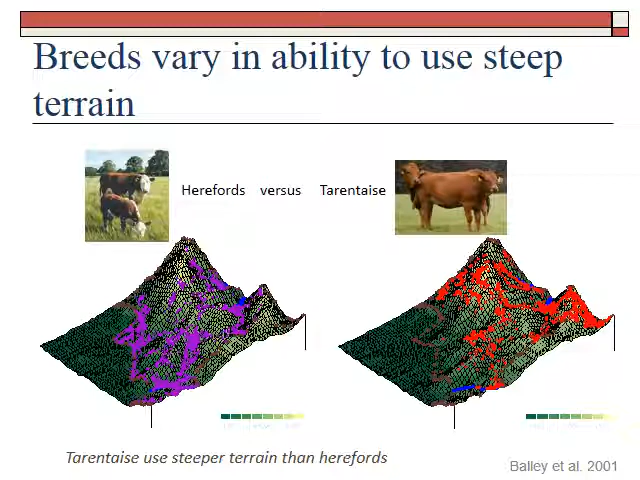 Breeds vary in ability to use steep
terrain
Herefords versus Tarentaise
Tarentaise use steeper terrain than herefords
Balley et al. 2001